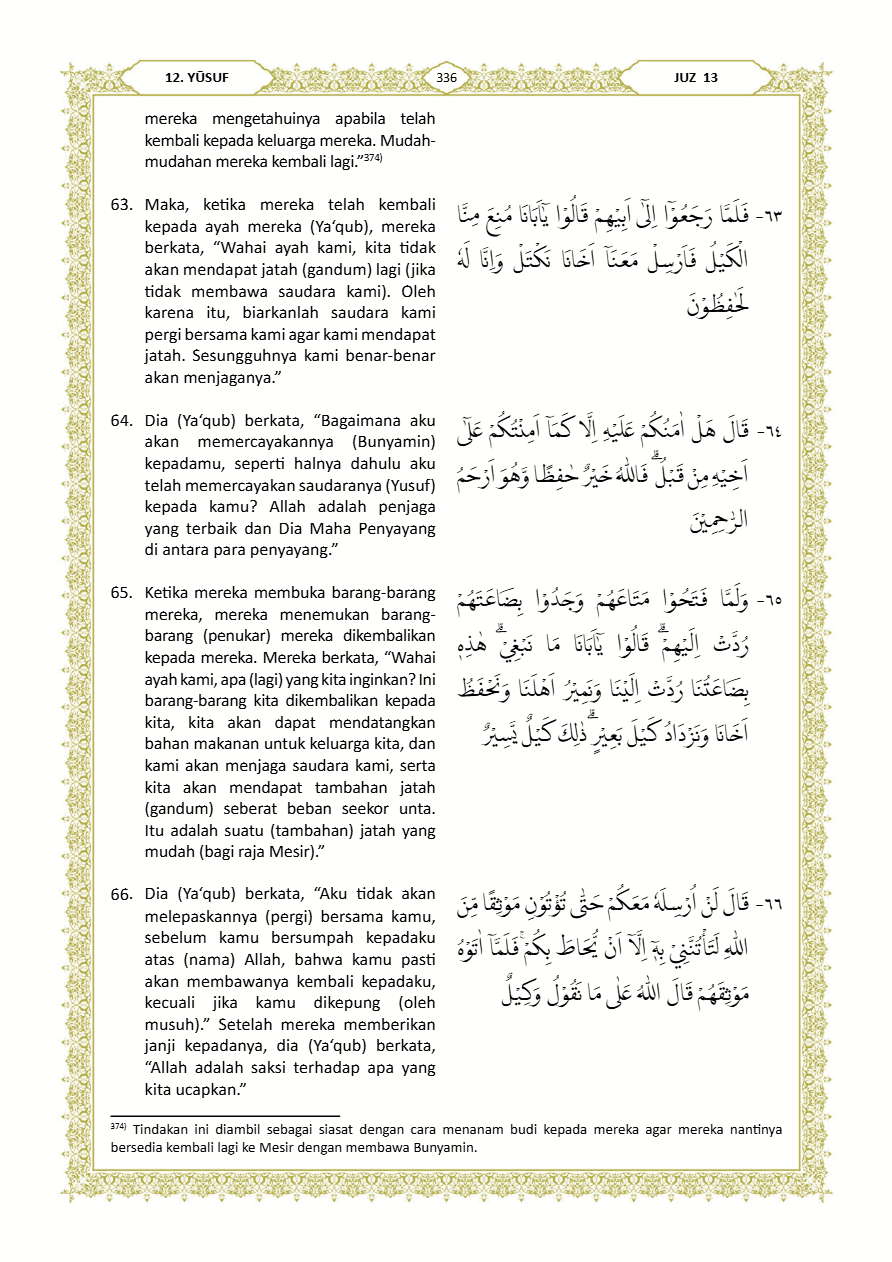 12. YŪSUF
336
JUZ 13
mereka mengetahuinya apabila telah
kembali kepada keluarga mereka. Mudah-
mudahan mereka kembali lagi.”³⁷⁴⁾
63. Maka, ketika mereka telah kembali
kepada ayah mereka (Ya‘qub), mereka
berkata, “Wahai ayah kami, kita tidak
akan mendapat jatah (gandum) lagi (jika
tidak membawa saudara kami). Oleh
karena itu, biarkanlah saudara kami
pergi bersama kami agar kami mendapat
jatah. Sesungguhnya kami benar-benar
akan menjaganya.”
٦٣- فَلَمَّا رَجَعُوْٓا اِلٰٓى اَبِيْهِمْ قَالُوْا يٰٓاَبَانَا مُنِعَ مِنَّا
الْكَيْلُ فَاَرْسِلْ مَعَنَآ اَخَانَا نَكْتَلْ وَاِنَّا لَهٗ
لَحٰفِظُوْنَ
64. Dia (Ya‘qub) berkata, “Bagaimana aku
akan memercayakannya (Bunyamin)
kepadamu, seperti halnya dahulu aku
telah memercayakan saudaranya (Yusuf)
kepada kamu? Allah adalah penjaga
yang terbaik dan Dia Maha Penyayang
di antara para penyayang.”
٦٤- قَالَ هَلْ اٰمَنُكُمْ عَلَيْهِ اِلَّا كَمَآ اَمِنْتُكُمْ عَلٰٓى
اَخِيْهِ مِنْ قَبْلُۗ فَاللّٰهُ خَيْرٌ حٰفِظًا وَّهُوَ اَرْحَمُ
الرّٰحِمِيْنَ
65. Ketika mereka membuka barang-barang
mereka, mereka menemukan barang-
barang (penukar) mereka dikembalikan
kepada mereka. Mereka berkata, “Wahai
ayah kami, apa (lagi) yang kita inginkan? Ini
barang-barang kita dikembalikan kepada
kita, kita akan dapat mendatangkan
bahan makanan untuk keluarga kita, dan
kami akan menjaga saudara kami, serta
kita akan mendapat tambahan jatah
(gandum) seberat beban seekor unta.
Itu adalah suatu (tambahan) jatah yang
mudah (bagi raja Mesir).”
٦٥- وَلَمَّا فَتَحُوْا مَتَاعَهُمْ وَجَدُوْا بِضَاعَتَهُمْ
رُدَّتْ اِلَيْهِمْۗ قَالُوْا يٰٓاَبَانَا مَا نَبْغِيْۗ هٰذِهٖ
بِضَاعَتُنَا رُدَّتْ اِلَيْنَا وَنَمِيْرُ اَهْلَنَا وَنَحْفَظُ
اَخَانَا وَنَزْدَادُ كَيْلَ بَعِيْرٍۗ ذٰلِكَ كَيْلٌ يَّسِيْرٌ
66. Dia (Ya‘qub) berkata, “Aku tidak akan
melepaskannya (pergi) bersama kamu,
sebelum kamu bersumpah kepadaku
atas (nama) Allah, bahwa kamu pasti
akan membawanya kembali kepadaku,
kecuali jika kamu dikepung (oleh
musuh).” Setelah mereka memberikan
janji kepadanya, dia (Ya‘qub) berkata,
“Allah adalah saksi terhadap apa yang
kita ucapkan.”
٦٦- قَالَ لَنْ اُرْسِلَهٗ مَعَكُمْ حَتّٰى تُؤْتُوْنِ مَوْثِقًا مِّنَ
اللّٰهِ لَتَأْتُنَّنِيْ بِهٖٓ اِلَّآ اَنْ يُّحَاطَ بِكُمْۚ فَلَمَّآ اٰتَوْهُ
مَوْثِقَهُمْ قَالَ اللّٰهُ عَلٰى مَا نَقُوْلُ وَكِيْلٌ
³⁷⁴⁾ Tindakan ini diambil sebagai siasat dengan cara menanam budi kepada mereka agar mereka nantinya
bersedia kembali lagi ke Mesir dengan membawa Bunyamin.